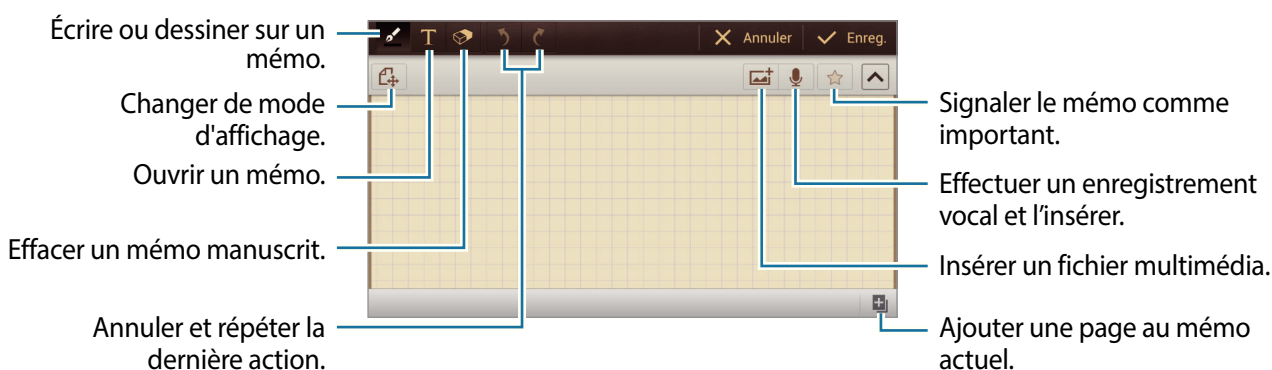 Écrire ou dessiner sur un
mémo.
Changer de mode
d'affichage.
Ouvrir un mémo.
Effacer un mémo manuscrit.
Annuler et répéter la
dernière action.
T
Annuler
Enreg.
Signaler le mémo comme
important.
Effectuer un enregistrement
vocal et l’insérer.
Insérer un fichier multimédia.
Ajouter une page au mémo
actuel.